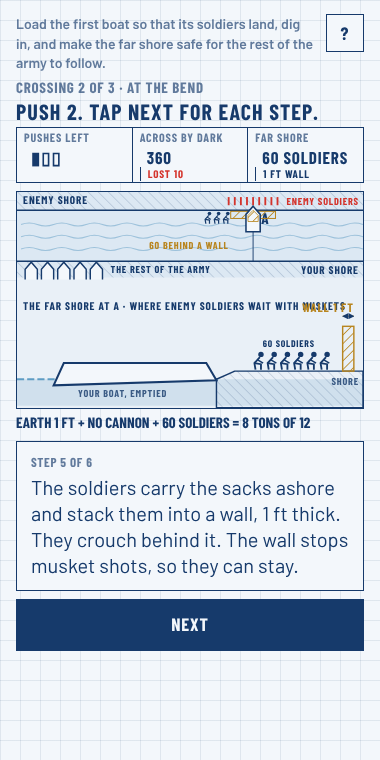 Load the first boat so that its soldiers land, dig
in, and make the far shore safe for the rest of the
army to follow.
?
CROSSING 2 OF 3 · AT THE BEND
PUSH 2. TAP NEXT FOR EACH STEP.
PUSHES LEFT
ACROSS BY DARK
360
LOST 10
FAR SHORE
60 SOLDIERS
1 FT WALL
ENEMY SHORE
ENEMY SOLDIERS
A
60 BEHIND A WALL
THE REST OF THE ARMY
YOUR SHORE
THE FAR SHORE AT A · WHERE ENEMY SOLDIERS WAIT WITH MUSKETS
WALL 1 FT
60 SOLDIERS
SHORE
YOUR BOAT, EMPTIED
EARTH 1 FT + NO CANNON + 60 SOLDIERS = 8 TONS OF 12
STEP 5 OF 6
The soldiers carry the sacks ashore
and stack them into a wall, 1 ft thick.
They crouch behind it. The wall stops
musket shots, so they can stay.
NEXT